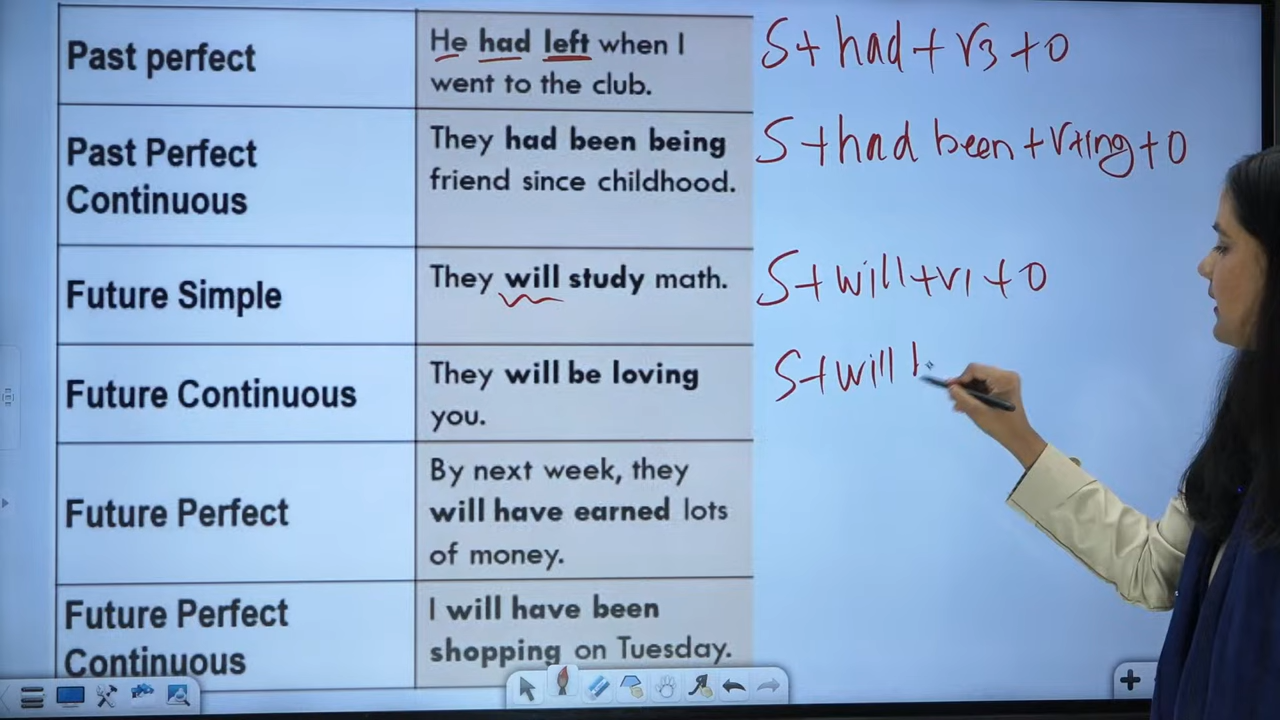 Past perfect
He had left when I
went to the club.
S + had + V3 + O
Past Perfect
Continuous
They had been being
friend since childhood.
S + had been + V+ing + O
Future Simple
They will study math.
S + will + V1 + O
Future Continuous
They will be loving
you.
S + will b
Future Perfect
By next week, they
will have earned lots
of money.
Future Perfect
Continuous
I will have been
shopping on Tuesday.